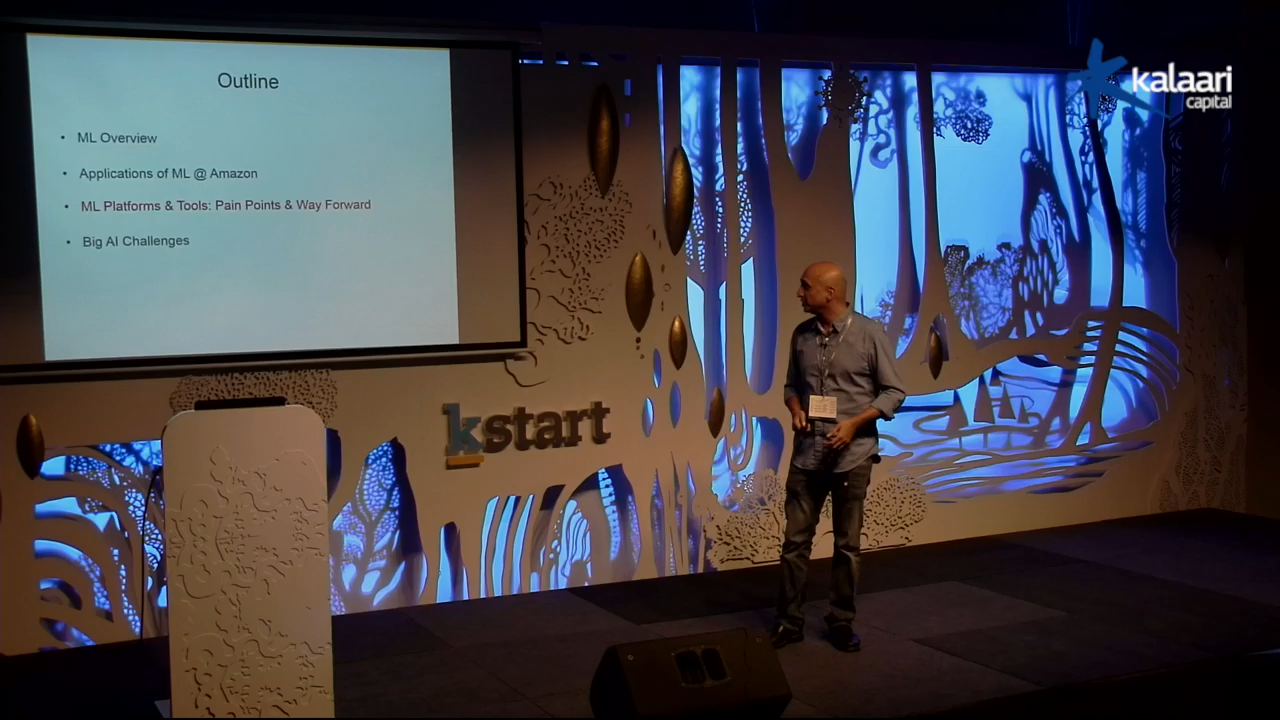 Outline
• ML Overview
• Applications of ML @ Amazon
• ML Platforms & Tools: Pain Points & Way Forward
• Big AI Challenges
kalaari
capital
kstart